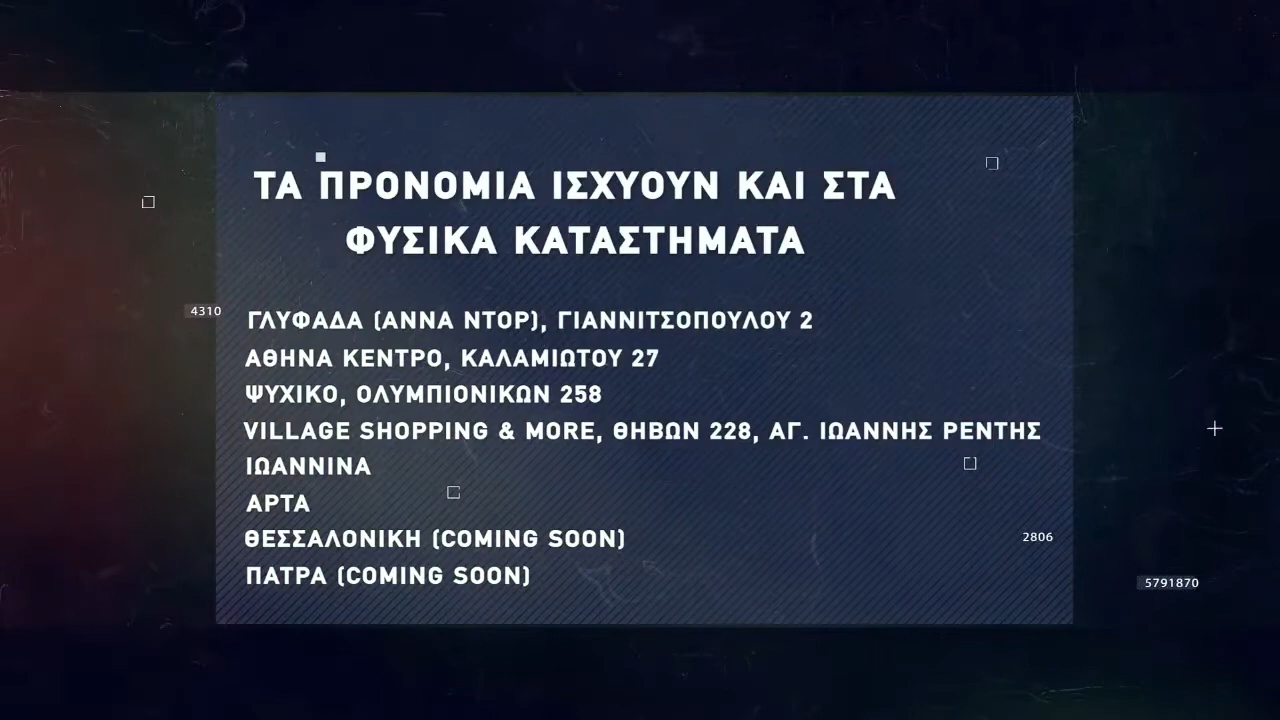 ΤΑ ΠΡΟΝΟΜΙΑ ΙΣΧΥΟΥΝ ΚΑΙ ΣΤΑ
ΦΥΣΙΚΑ ΚΑΤΑΣΤΗΜΑΤΑ
4310
ΓΛΥΦΑΔΑ (ΑΝΝΑ ΝΤΟΡ), ΓΙΑΝΝΙΤΣΟΠΟΥΛΟΥ 2
ΑΘΗΝΑ ΚΕΝΤΡΟ, ΚΑΛΑΜΙΩΤΟΥ 27
ΨΥΧΙΚΟ, ΟΛΥΜΠΙΟΝΙΚΩΝ 258
VILLAGE SHOPPING & MORE, ΘΗΒΩΝ 228, ΑΓ. ΙΩΑΝΝΗΣ ΡΕΝΤΗΣ
ΙΩΑΝΝΙΝΑ
ΑΡΤΑ
ΘΕΣΣΑΛΟΝΙΚΗ (COMING SOON)
2806
ΠΑΤΡΑ (COMING SOON)
5791870